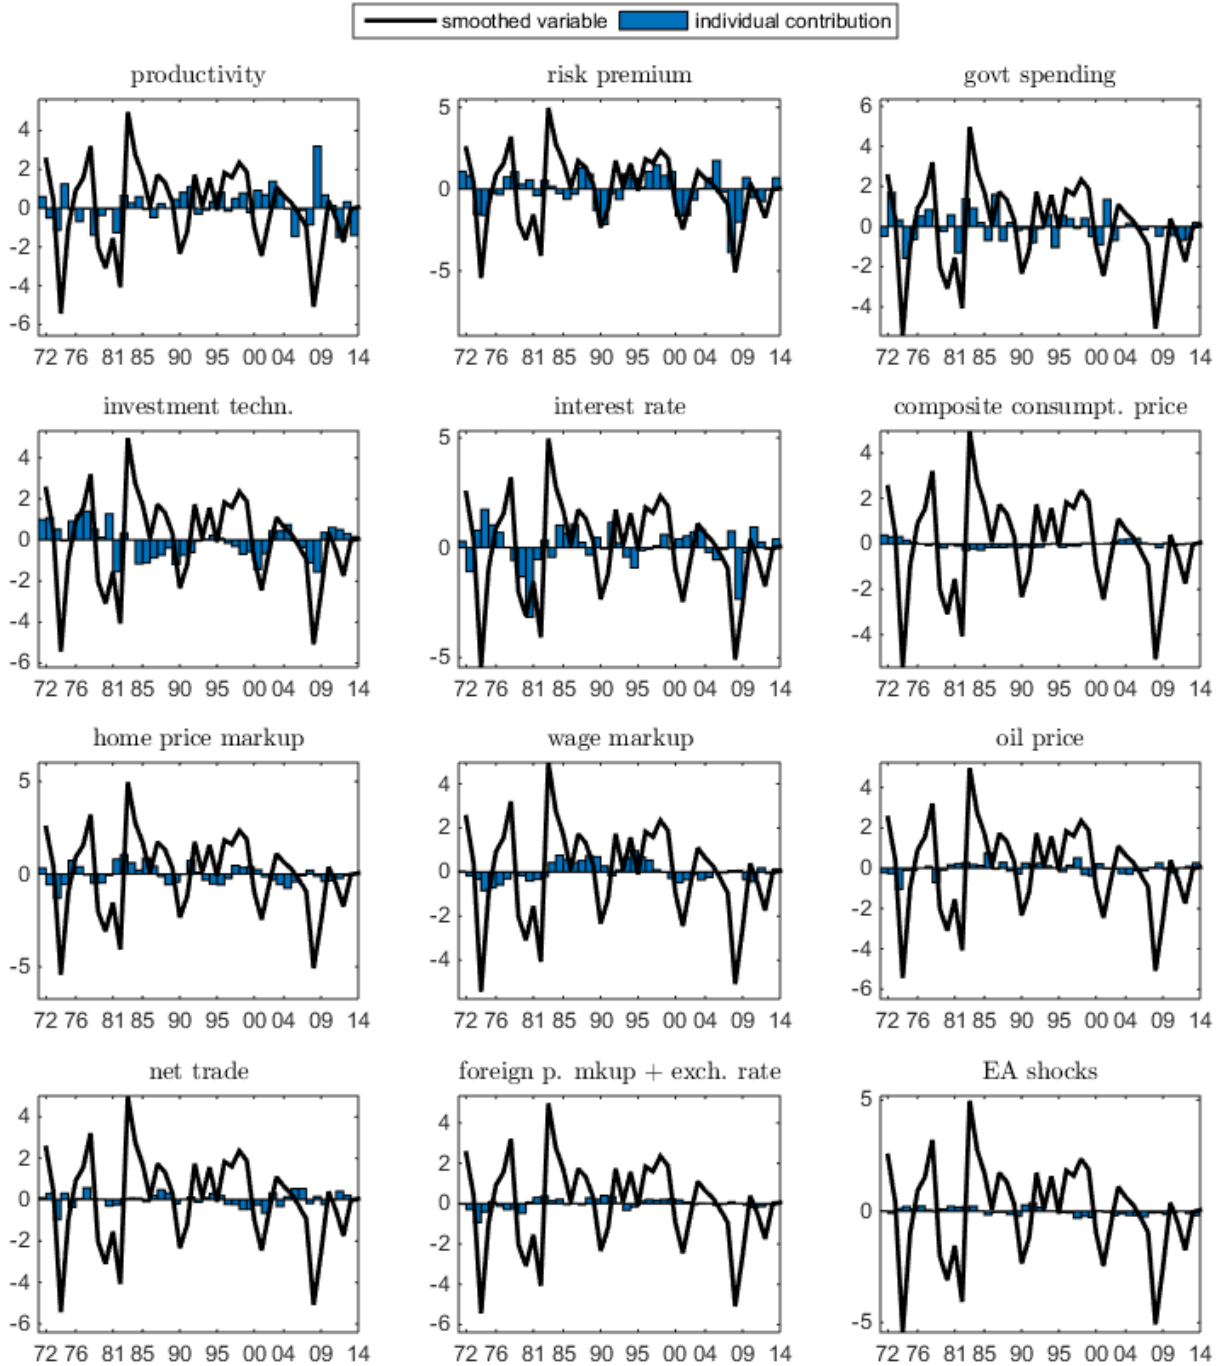 smoothed variable individual contribution
productivity risk premium govt spending
4 5 6
2 4
0 0 2
-2 0
-4 -5 -2
-6 -4
72 76 81 85 90 95 00 04 09 14 72 76 81 85 90 95 00 04 09 14 72 76 81 85 90 95 00 04 09 14
investment techn. interest rate composite consumpt. price
4 5 4
2 2
0 0 0
-2 -2
-4 -4
-6 -5
72 76 81 85 90 95 00 04 09 14 72 76 81 85 90 95 00 04 09 14 72 76 81 85 90 95 00 04 09 14
home price markup wage markup oil price
5 4 4
2 2
0 0 0
-2 -2
-5 -4 -4
-6
72 76 81 85 90 95 00 04 09 14 72 76 81 85 90 95 00 04 09 14 72 76 81 85 90 95 00 04 09 14
net trade foreign p. mkup + exch. rate EA shocks
4 4 5
2 2
0 0 0
-2 -2
-4 -4
-6 -6 -5
72 76 81 85 90 95 00 04 09 14 72 76 81 85 90 95 00 04 09 14 72 76 81 85 90 95 00 04 09 14